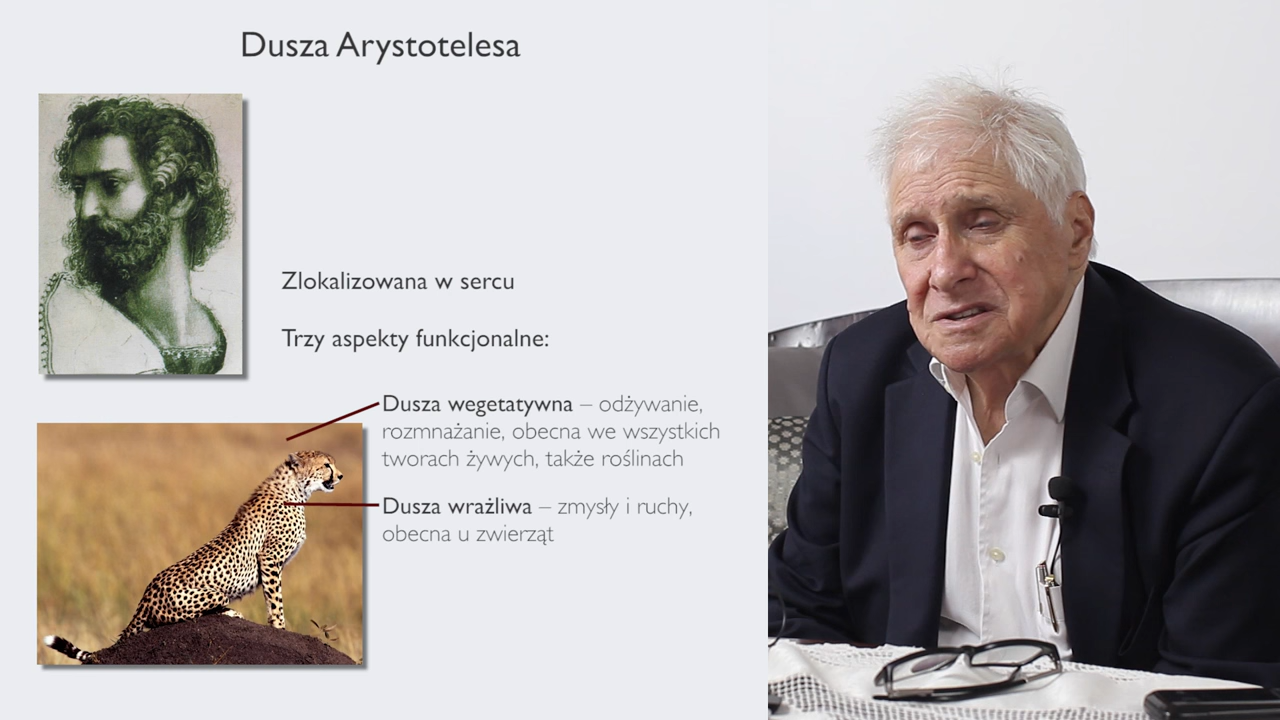 Dusza Arystotelesa
Zlokalizowana w sercu
Trzy aspekty funkcjonalne:
Dusza wegetatywna – odżywanie,
rozmnażanie, obecna we wszystkich
tworach żywych, także roślinach
Dusza wrażliwa – zmysły i ruchy,
obecna u zwierząt